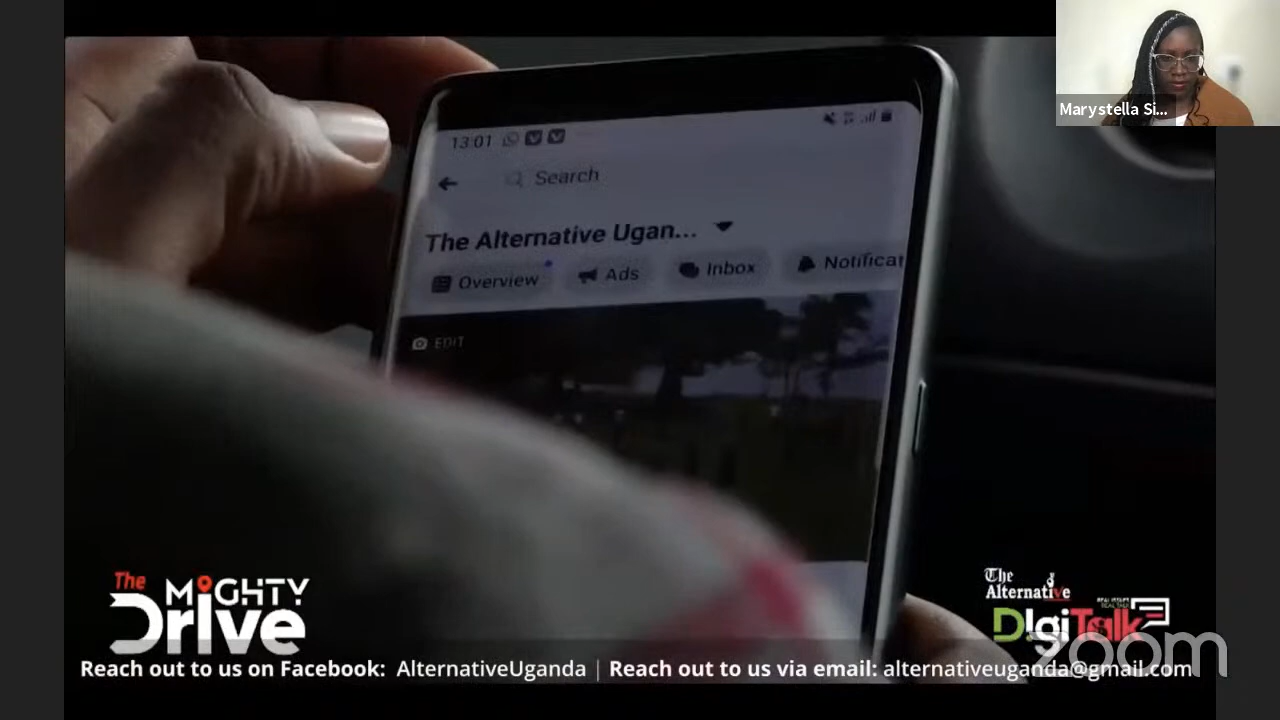 Marystella Si...
13:01
Search
The Alternative Ugan...
Overview
Ads
Inbox
Notificat
EDIT
The MIGHTY
Drive
The
Alternative
DIgiTalk
zoom
Reach out to us on Facebook: AlternativeUganda | Reach out to us via email: alternativeuganda@gmail.com